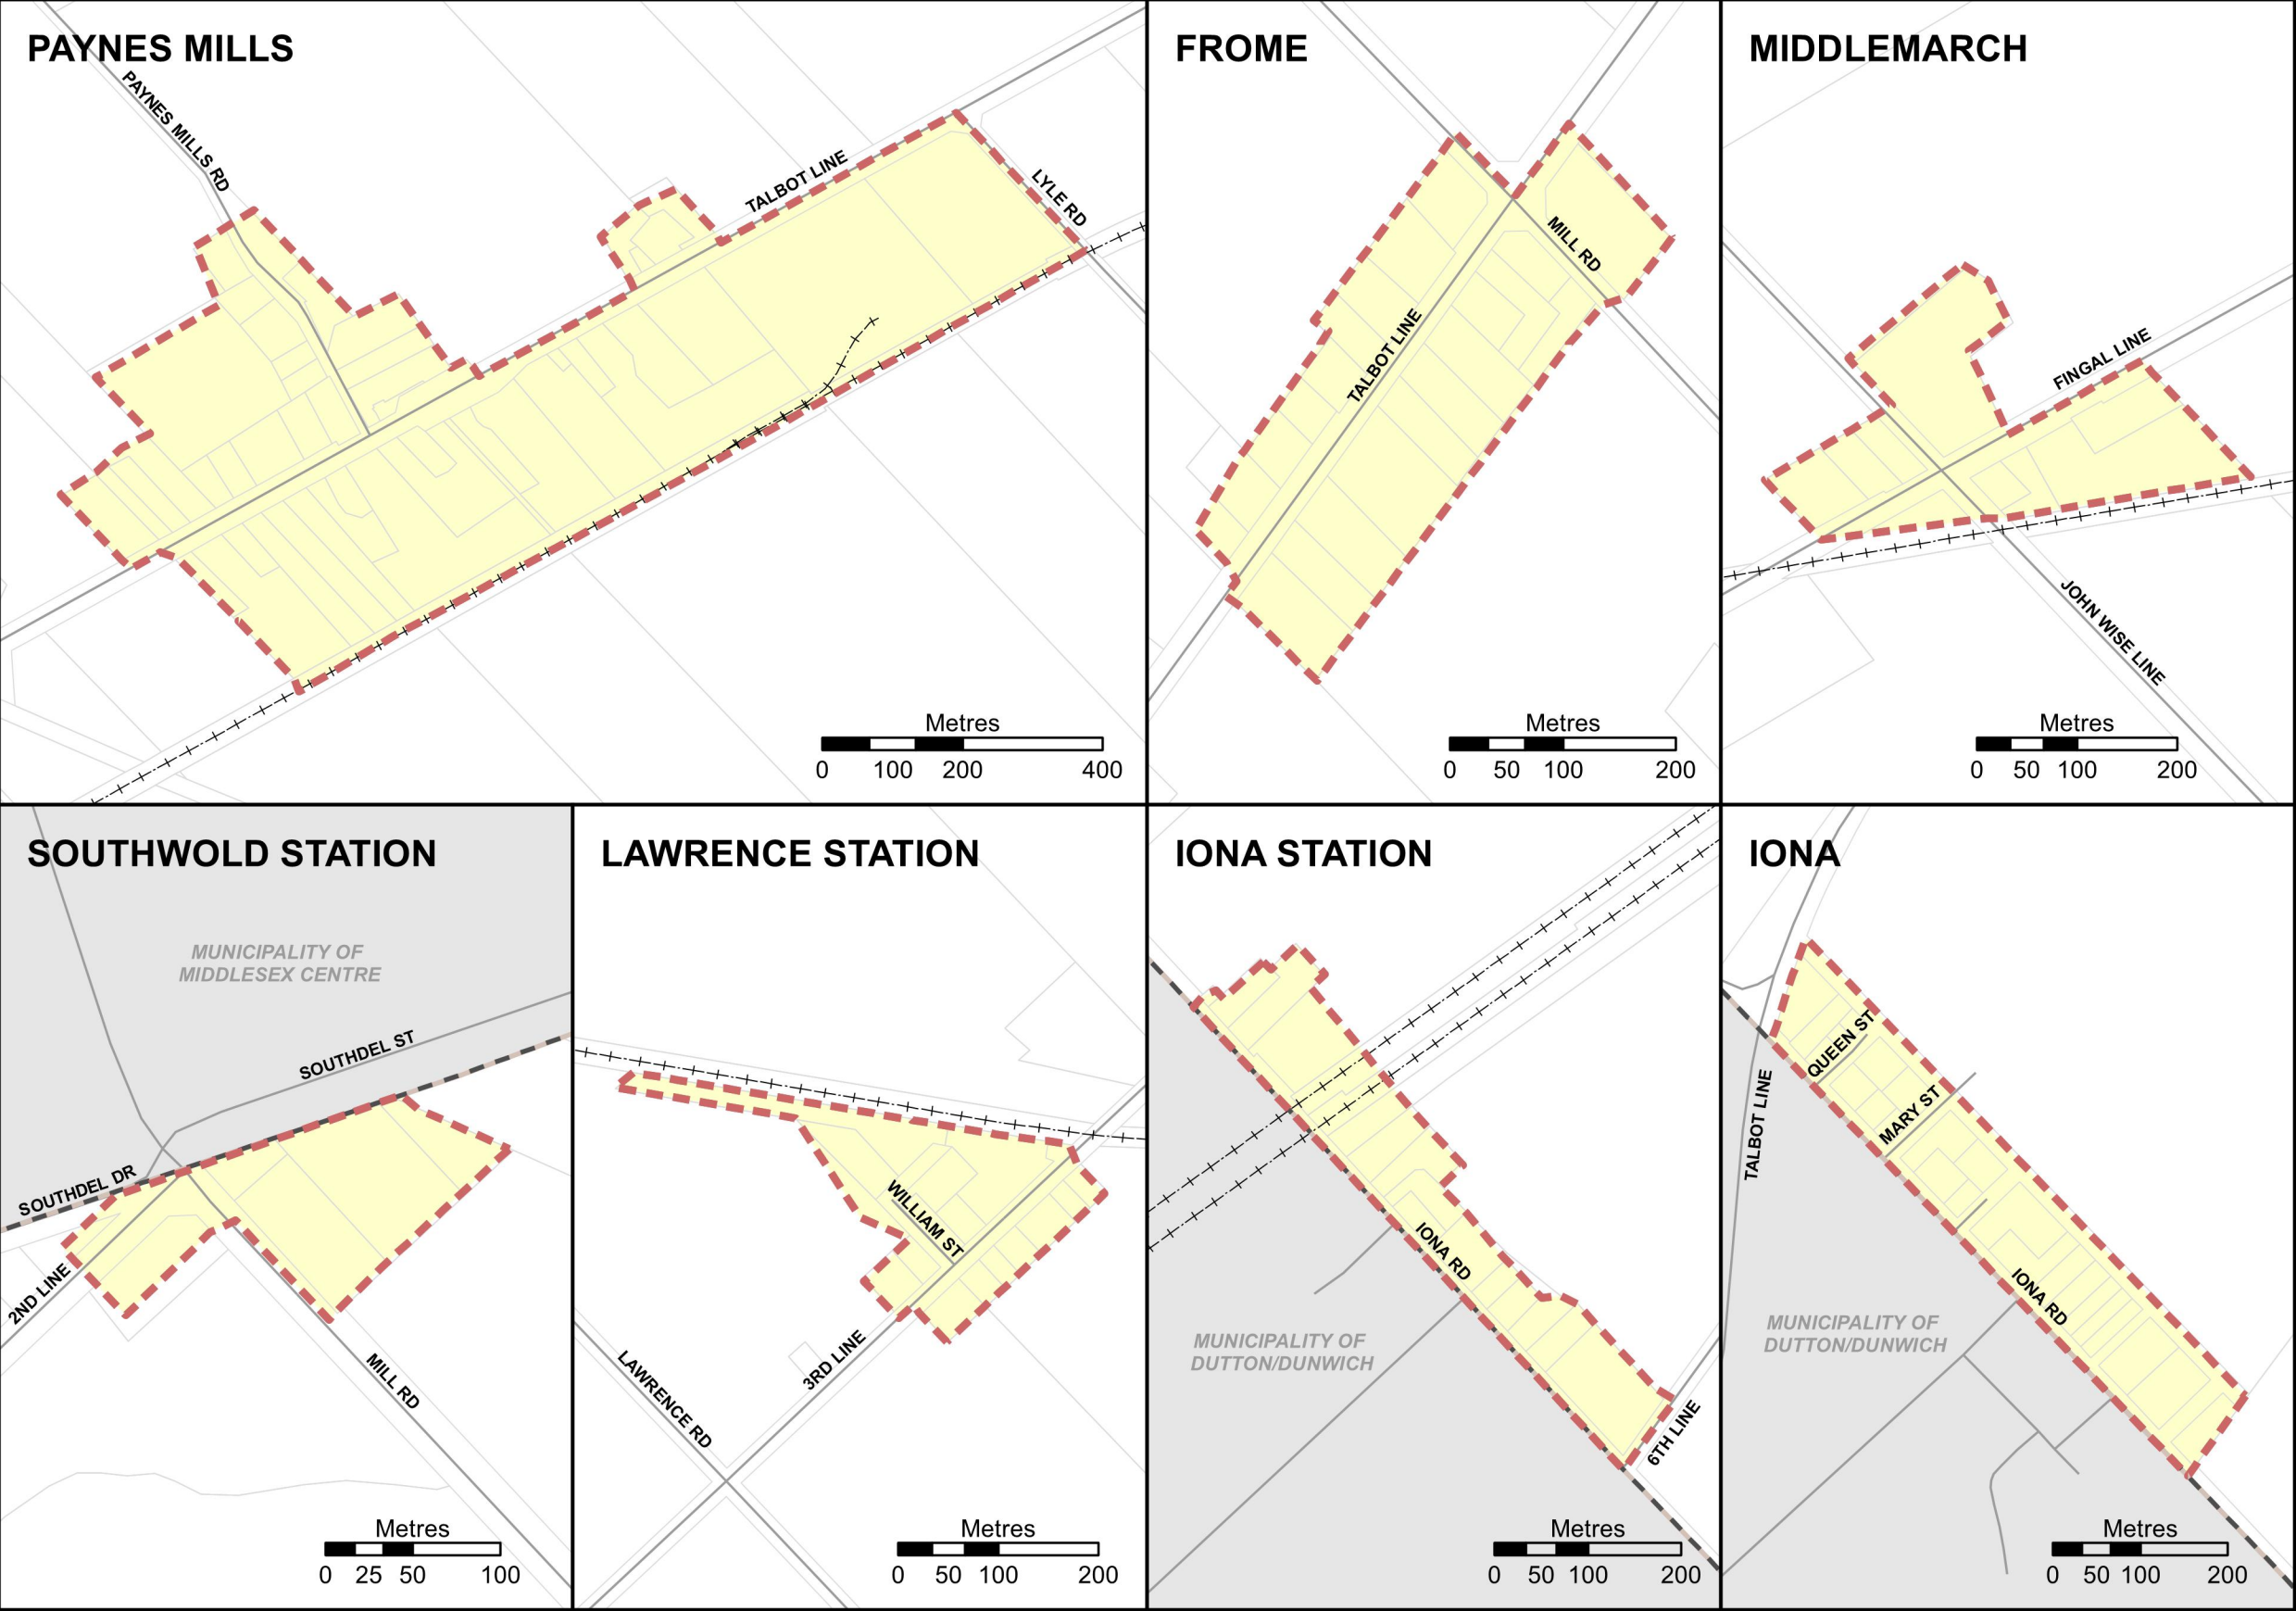 PAYNES MILLS
PAYNES MILLS RD
TALBOT LINE
LYLE RD
Metres
0 100 200 400
FROME
MILL RD
TALBOT LINE
Metres
0 50 100 200
MIDDLEMARCH
FINGAL LINE
JOHN WISE LINE
Metres
0 50 100 200
SOUTHWOLD STATION
MUNICIPALITY OF
MIDDLESEX CENTRE
SOUTHDEL ST
SOUTHDEL DR
2ND LINE
MILL RD
Metres
0 25 50 100
LAWRENCE STATION
WILLIAM ST
3RD LINE
LAWRENCE RD
Metres
0 50 100 200
IONA STATION
IONA RD
MUNICIPALITY OF
DUTTON/DUNWICH
6TH LINE
Metres
0 50 100 200
IONA
QUEEN ST
MARY ST
TALBOT LINE
IONA RD
MUNICIPALITY OF
DUTTON/DUNWICH
Metres
0 50 100 200